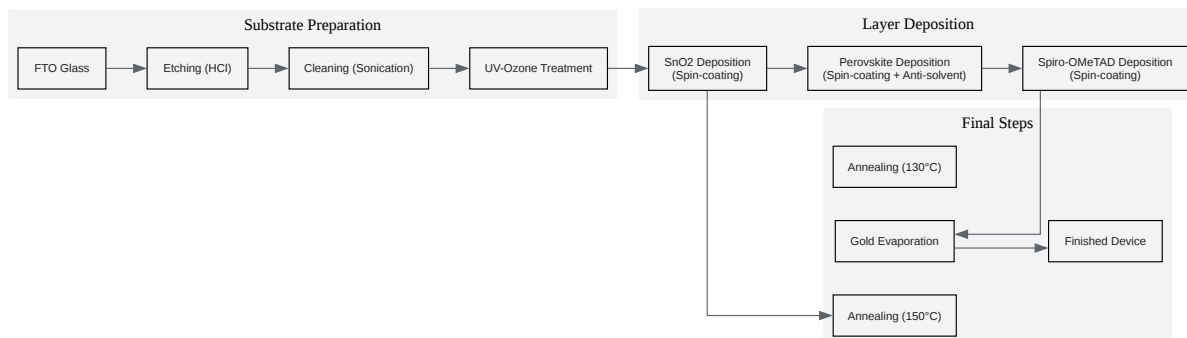 Substrate Preparation
FTO Glass
Etching (HCl)
Cleaning (Sonication)
UV-Ozone Treatment
Layer Deposition
SnO2 Deposition
(Spin-coating)
Perovskite Deposition
(Spin-coating + Anti-solvent)
Spiro-OMeTAD Deposition
(Spin-coating)
Final Steps
Annealing (130°C)
Gold Evaporation
Finished Device
Annealing (150°C)